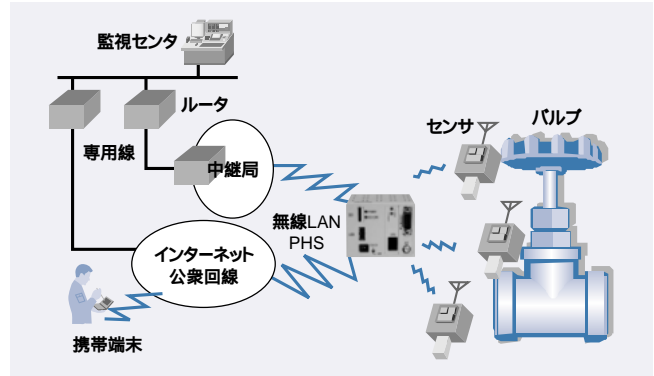 監視センタ
ルータ
専用線
中継局
センサ
バルブ
無線LAN
PHS
インターネット
公衆回線
携帯端末